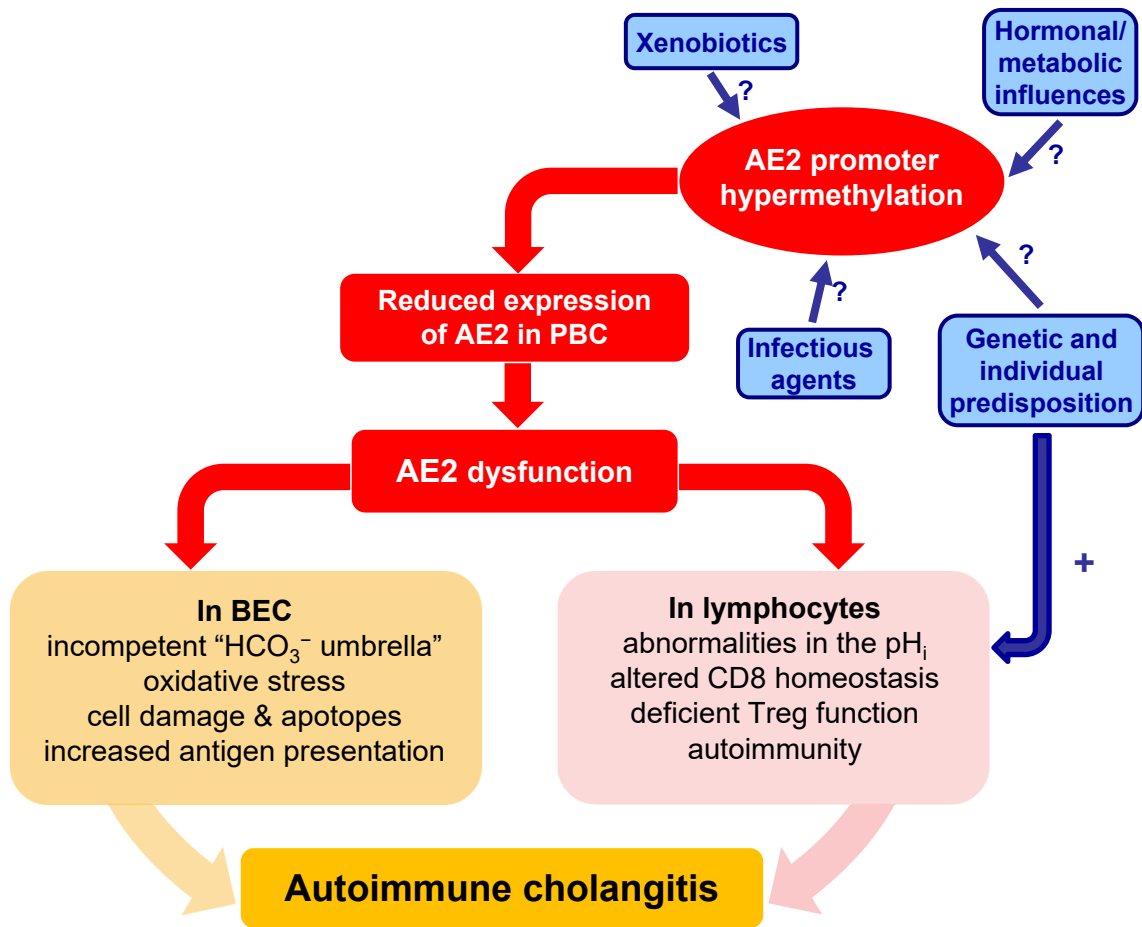 Xenobiotics
Hormonal/
metabolic
influences
?
?
AE2 promoter
hypermethylation
?
?
Reduced expression
of AE2 in PBC
Infectious
agents
Genetic and
individual
predisposition
AE2 dysfunction
+
In BEC
incompetent “HCO₃⁻ umbrella”
oxidative stress
cell damage & apotopes
increased antigen presentation
In lymphocytes
abnormalities in the pHᵢ
altered CD8 homeostasis
deficient Treg function
autoimmunity
Autoimmune cholangitis